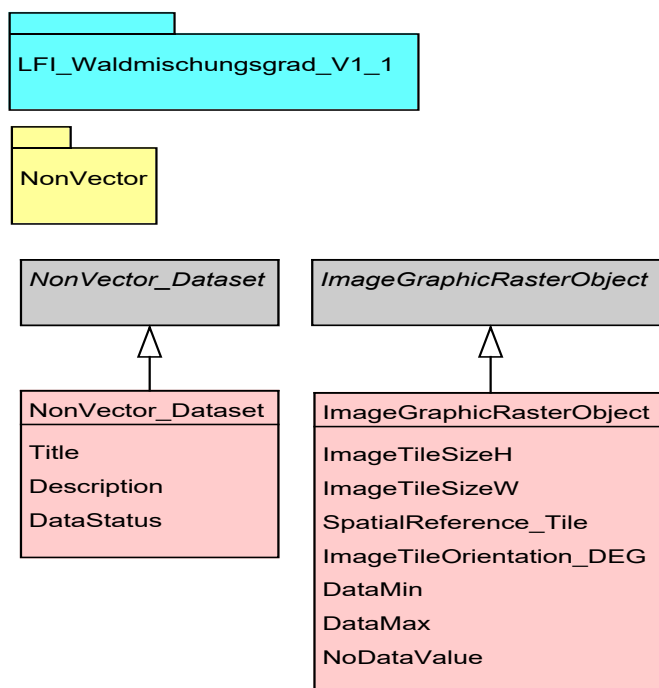 LFI_Waldmischungsgrad_V1_1
NonVector
NonVector_Dataset
ImageGraphicRasterObject
NonVector_Dataset
Title
Description
DataStatus
ImageGraphicRasterObject
ImageTileSizeH
ImageTileSizeW
SpatialReference_Tile
ImageTileOrientation_DEG
DataMin
DataMax
NoDataValue